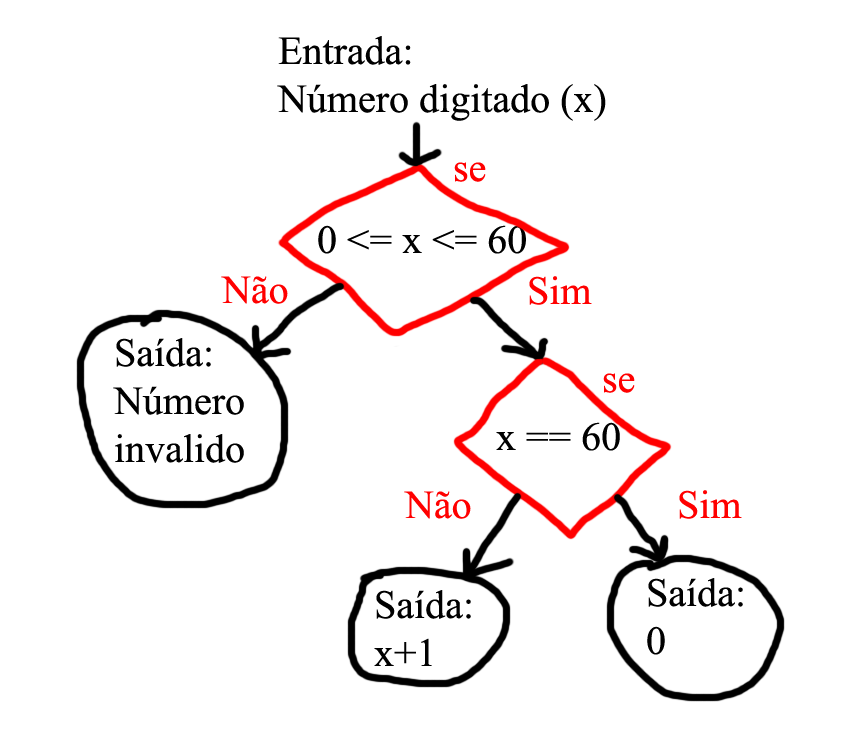 Entrada:
Número digitado (x)
se
0 <= x <= 60
Não
Sim
Saída:
Número
invalido
se
x == 60
Não
Sim
Saída:
x+1
Saída:
0